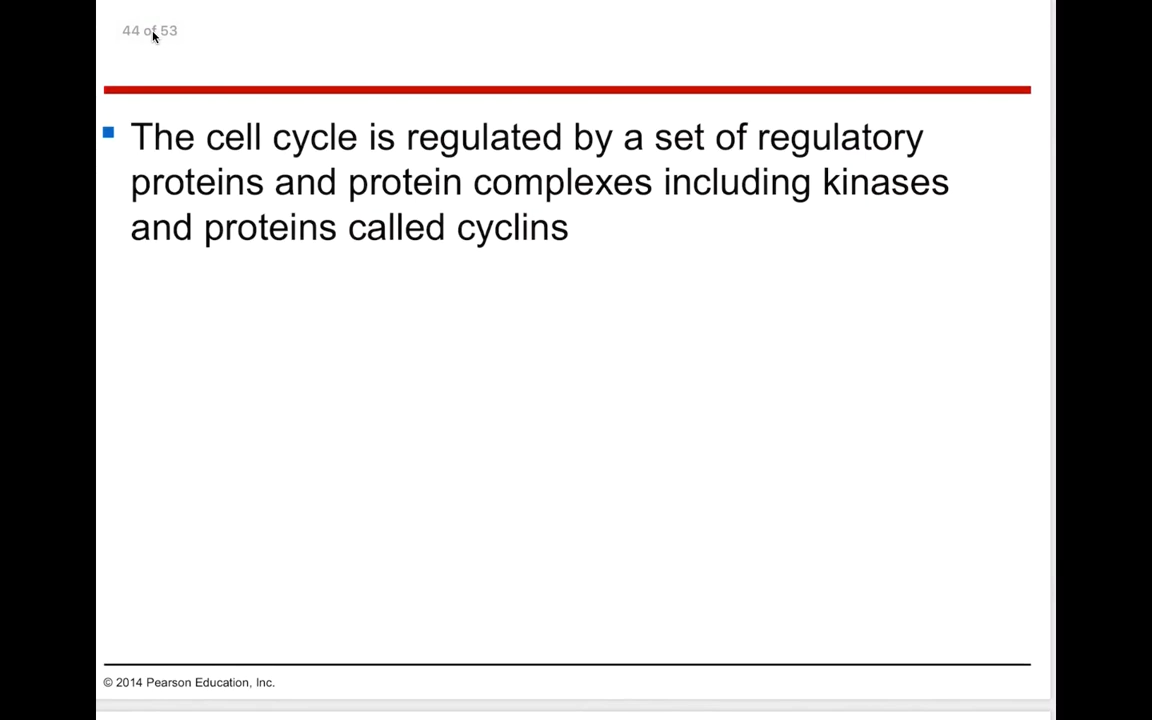 44 of 53
The cell cycle is regulated by a set of regulatory
proteins and protein complexes including kinases
and proteins called cyclins
© 2014 Pearson Education, Inc.